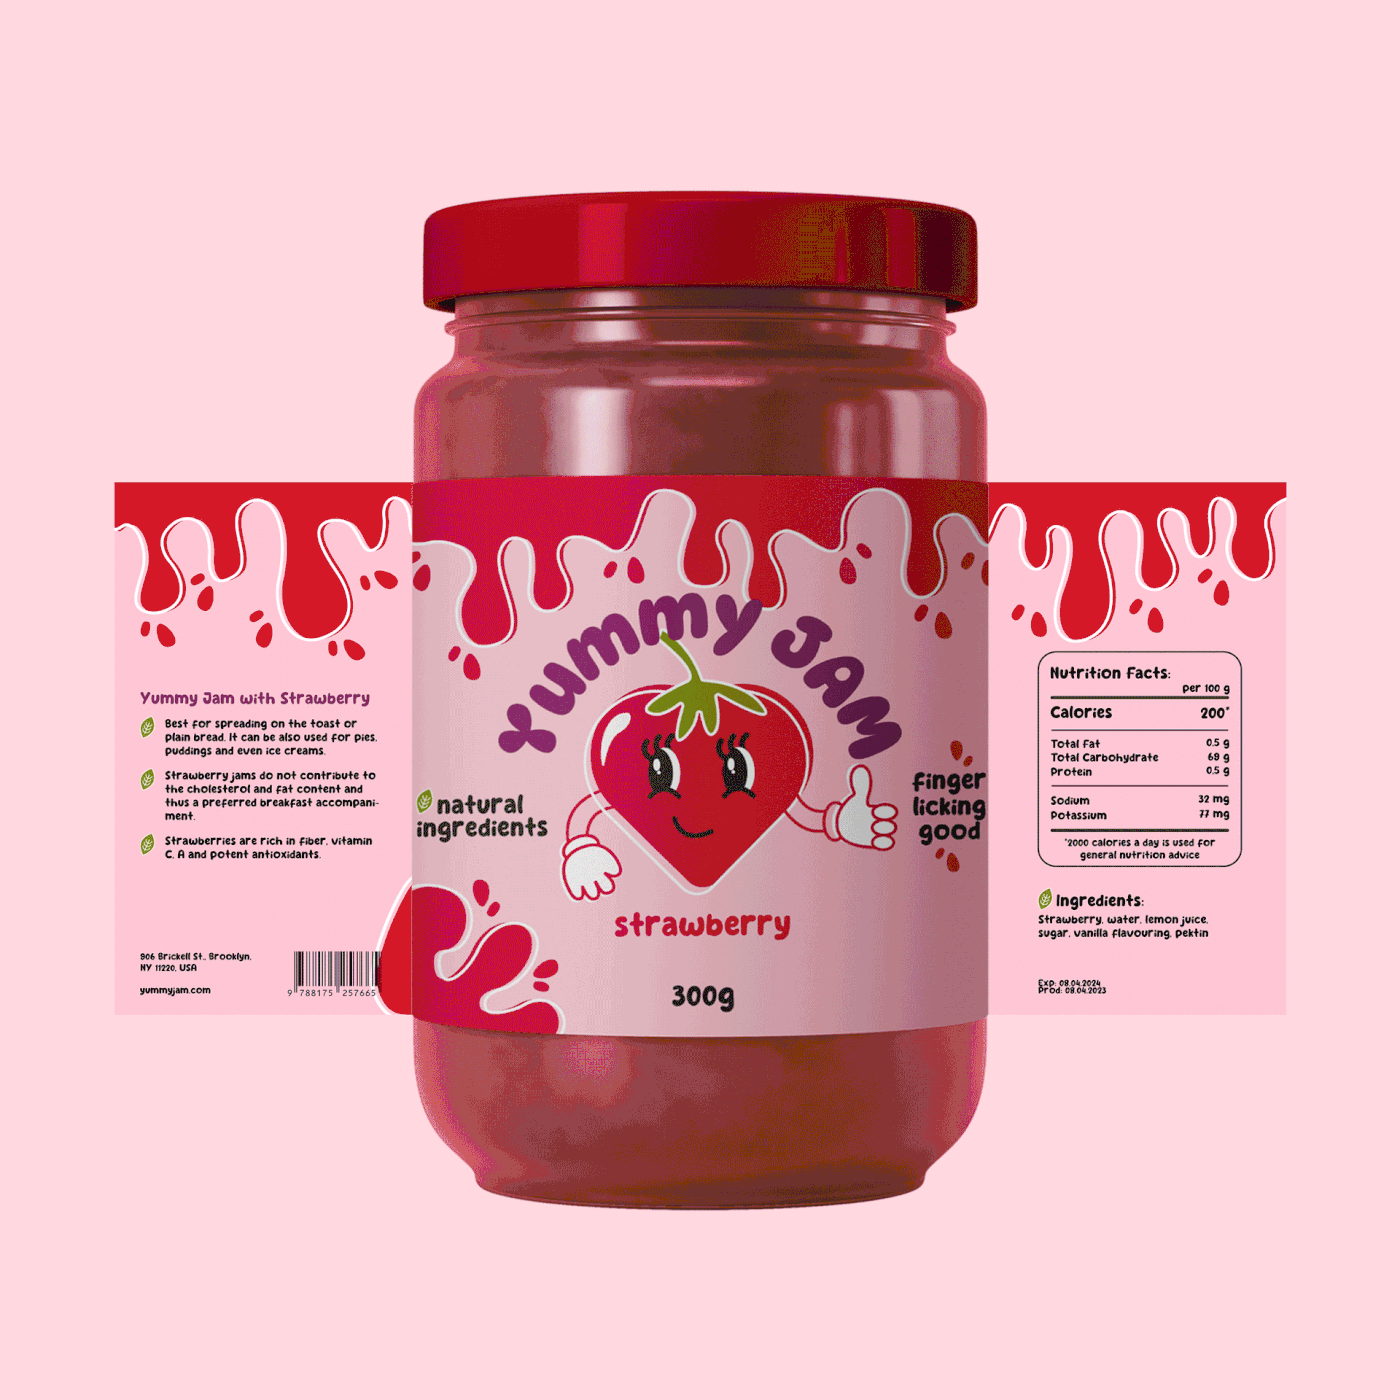 Yummy Jam with Strawberry
Best for spreading on the toast or
plain bread. It can be also used for pies,
puddings and even ice creams.
Strawberry jams do not contribute to
the cholesterol and fat content and
thus a preferred breakfast accompani-
ment.
Strawberries are rich in fiber, vitamin
C, A and potent antioxidants.
906 Brickell St., Brooklyn,
NY 11220, USA
yummyjam.com
9 788175 257665
Yummy JAM
natural
ingredients
finger
licking
good
strawberry
300g
Nutrition Facts:
per 100 g
Calories 200*
Total Fat 0.5 g
Total Carbohydrate 69 g
Protein 0.5 g
Sodium 32 mg
Potassium 77 mg
*2000 calories a day is used for
general nutrition advice
Ingredients:
Strawberry, water, lemon juice,
sugar, vanilla flavouring, pektin
Exp: 08.04.2024
Prod: 08.04.2023